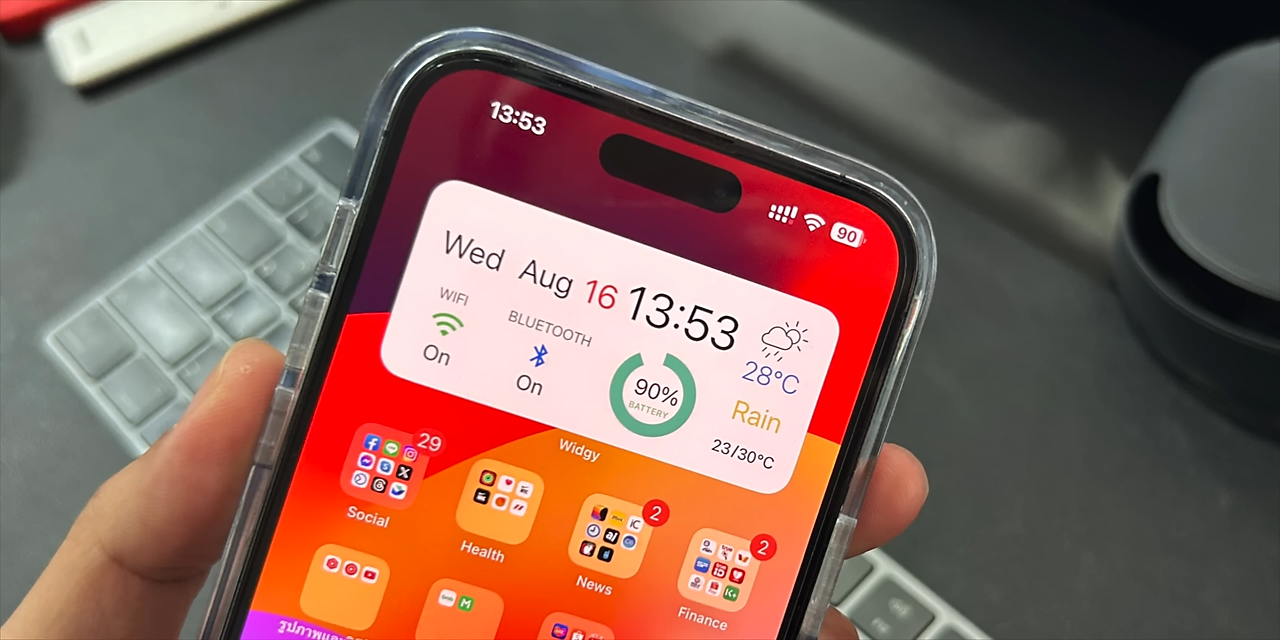 13:53
90
Wed Aug 16 13:53
WIFI
BLUETOOTH
On
On
90%
BATTERY
28°C
Rain
23/30°C
Widgy
29
2
2
Social
Health
News
Finance